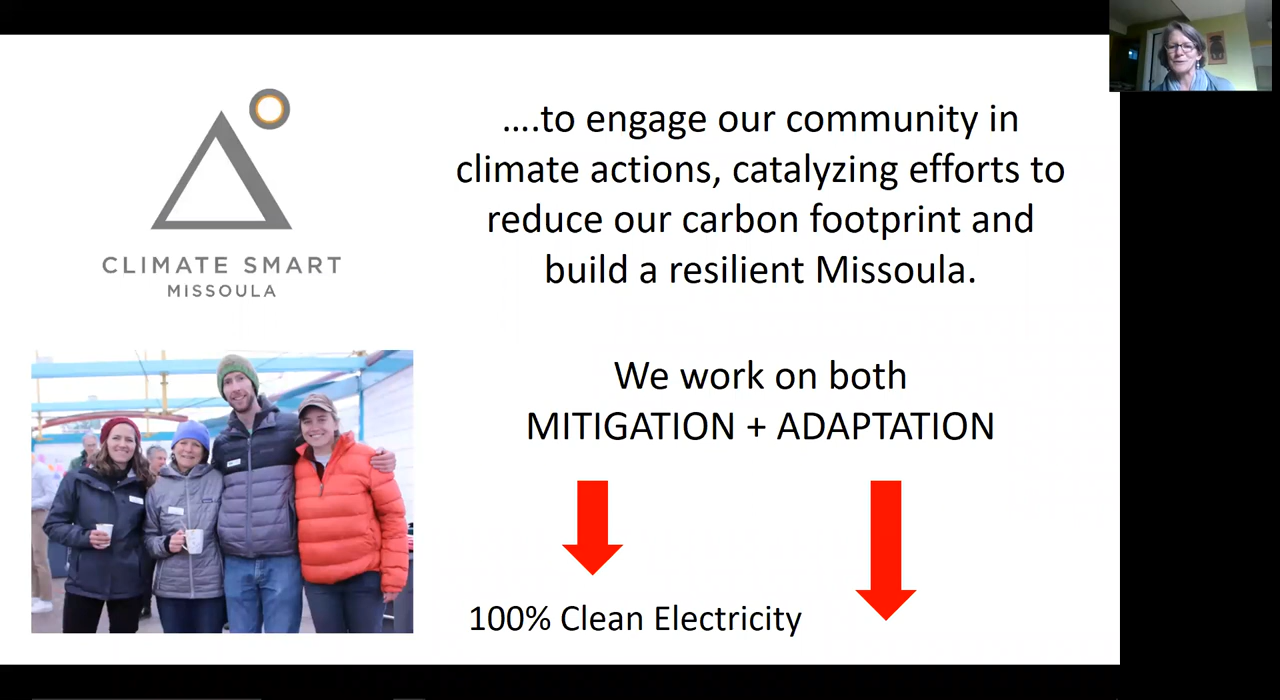 CLIMATE SMART
MISSOULA
....to engage our community in
climate actions, catalyzing efforts to
reduce our carbon footprint and
build a resilient Missoula.
We work on both
MITIGATION + ADAPTATION
100% Clean Electricity